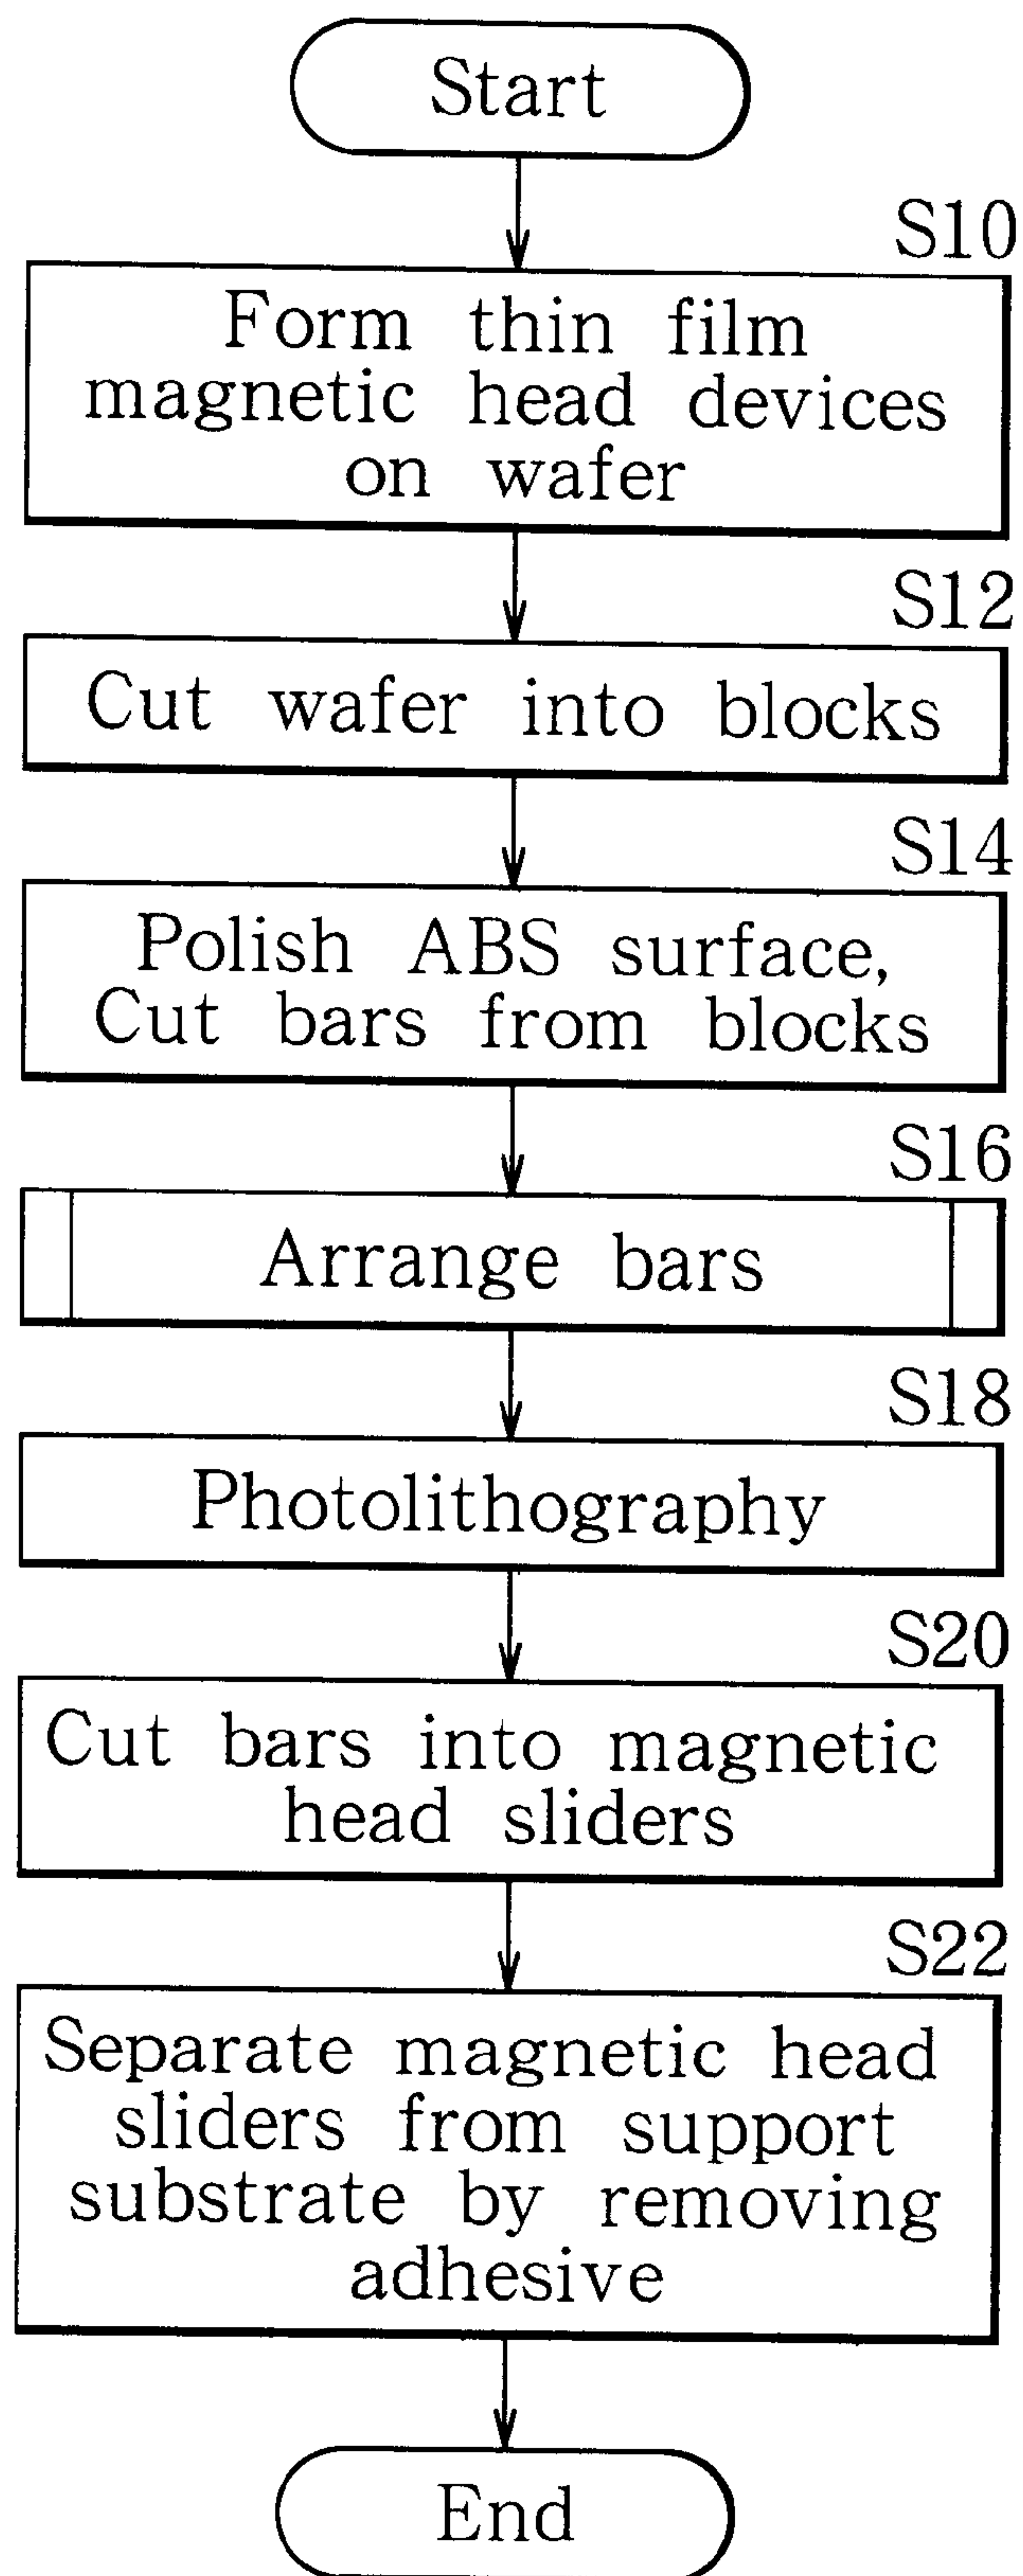 Start
S10
Form thin film
magnetic head devices
on wafer
S12
Cut wafer into blocks
S14
Polish ABS surface,
Cut bars from blocks
S16
Arrange bars
S18
Photolithography
S20
Cut bars into magnetic
head sliders
S22
Separate magnetic head
sliders from support
substrate by removing
adhesive
End